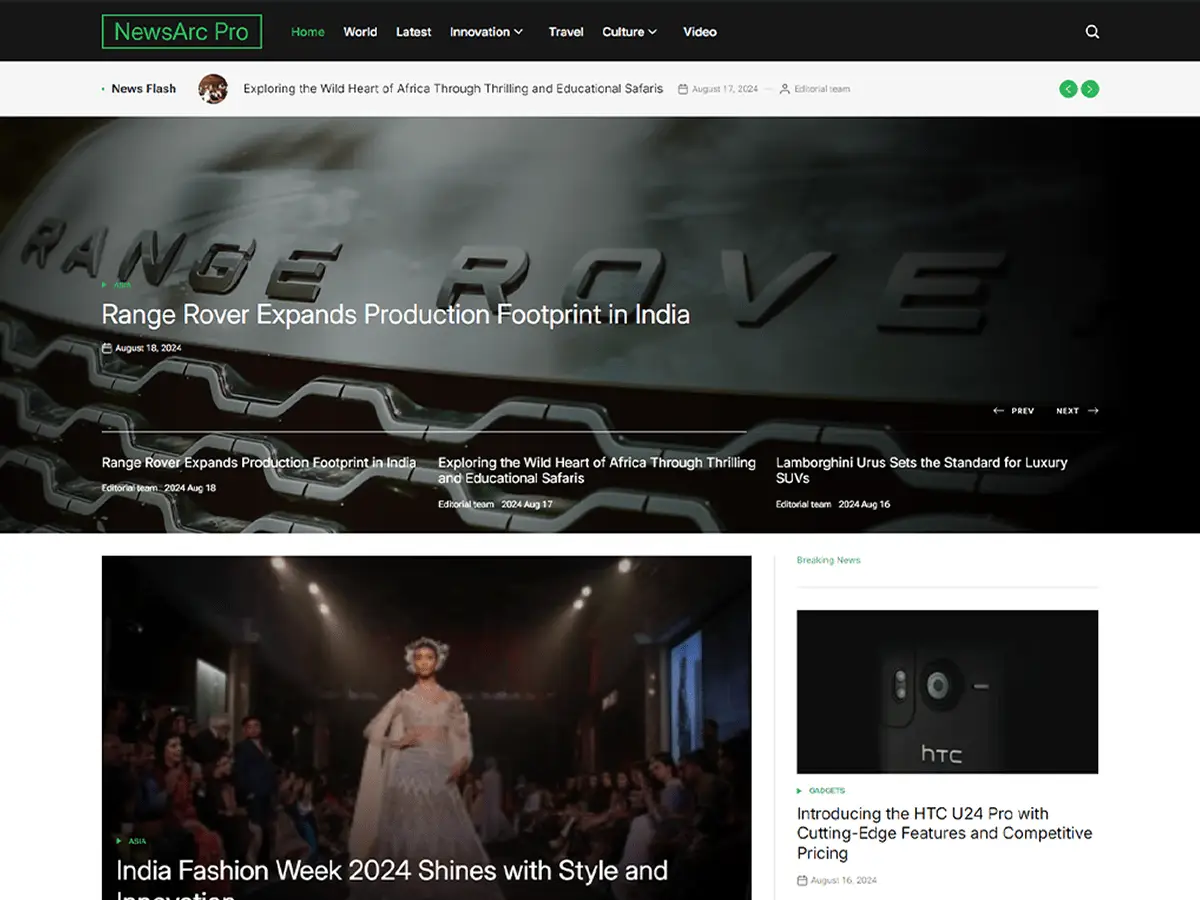 NewsArc Pro
Home World Latest Innovation Travel Culture Video
News Flash Exploring the Wild Heart of Africa Through Thrilling and Educational Safaris August 17, 2024 — Editorial team
RANGE ROVE
ASIA
Range Rover Expands Production Footprint in India
August 18, 2024
PREV NEXT
Range Rover Expands Production Footprint in India
Editorial team 2024 Aug 18
Exploring the Wild Heart of Africa Through Thrilling
and Educational Safaris
Editorial team 2024 Aug 17
Lamborghini Urus Sets the Standard for Luxury
SUVs
Editorial team 2024 Aug 16
ASIA
India Fashion Week 2024 Shines with Style and
Innovation
Breaking News
hTC
GADGETS
Introducing the HTC U24 Pro with
Cutting-Edge Features and Competitive
Pricing
August 16, 2024